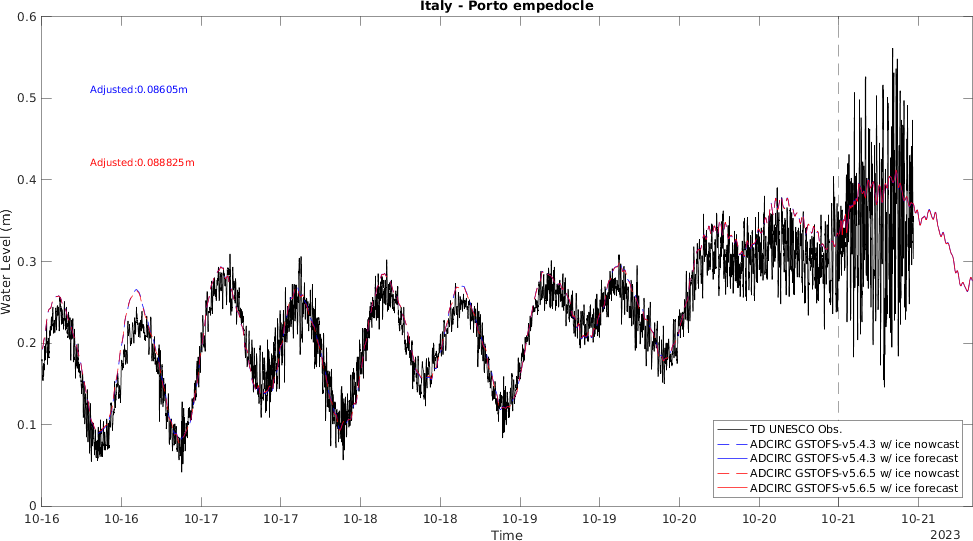 Italy - Porto empedocle
0.6
0.5
0.4
0.3
0.2
0.1
0
Water Level (m)
Adjusted:0.08605m
Adjusted:0.088825m
TD UNESCO Obs.
ADCIRC GSTOFS-v5.4.3 w/ ice nowcast
ADCIRC GSTOFS-v5.4.3 w/ ice forecast
ADCIRC GSTOFS-v5.6.5 w/ ice nowcast
ADCIRC GSTOFS-v5.6.5 w/ ice forecast
10-16 10-16 10-17 10-17 10-18 10-18 10-19 10-19 10-20 10-20 10-21 10-21
2023
Time